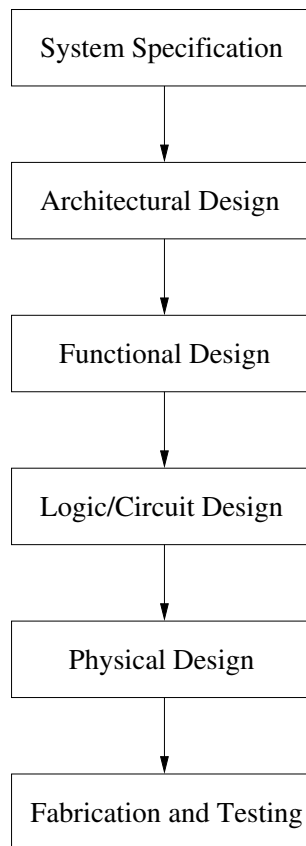 System Specification
Architectural Design
Functional Design
Logic/Circuit Design
Physical Design
Fabrication and Testing